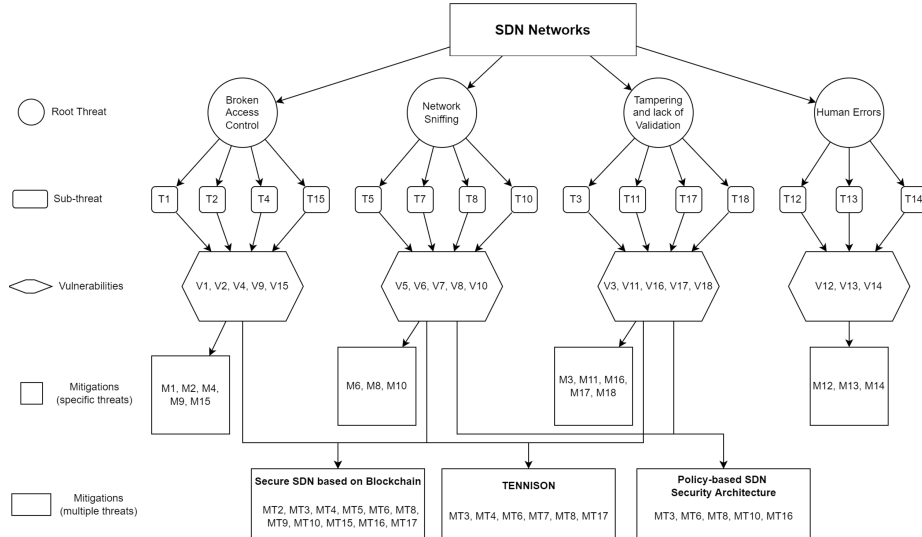 SDN Networks
Root Threat
Broken
Access
Control
Network
Sniffing
Tampering
and lack of
Validation
Human Errors
Sub-threat
T1
T2
T4
T15
T5
T7
T8
T10
T3
T11
T17
T18
T12
T13
T14
Vulnerabilities
V1, V2, V4, V9, V15
V5, V6, V7, V8, V10
V3, V11, V16, V17, V18
V12, V13, V14
Mitigations
(specific threats)
M1, M2, M4,
M9, M15
M6, M8, M10
M3, M11, M16,
M17, M18
M12, M13, M14
Mitigations
(multiple threats)
Secure SDN based on Blockchain
MT2, MT3, MT4, MT5, MT6, MT8,
MT9, MT10, MT15, MT16, MT17
TENNISON
MT3, MT4, MT6, MT7, MT8, MT17
Policy-based SDN
Security Architecture
MT3, MT6, MT8, MT10, MT16